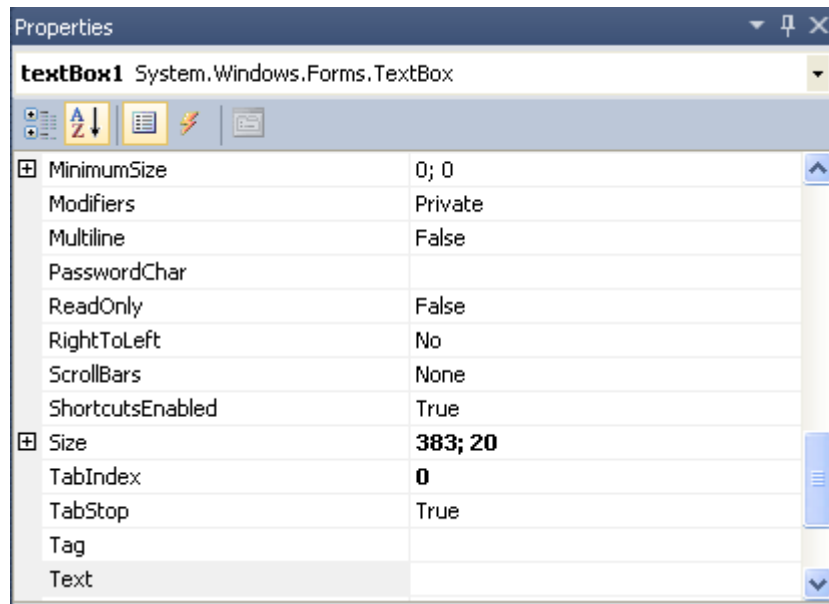 Properties
textBox1 System.Windows.Forms.TextBox
A Z
MinimumSize 0; 0
Modifiers Private
Multiline False
PasswordChar
ReadOnly False
RightToLeft No
ScrollBars None
ShortcutsEnabled True
Size 383; 20
TabIndex 0
TabStop True
Tag
Text